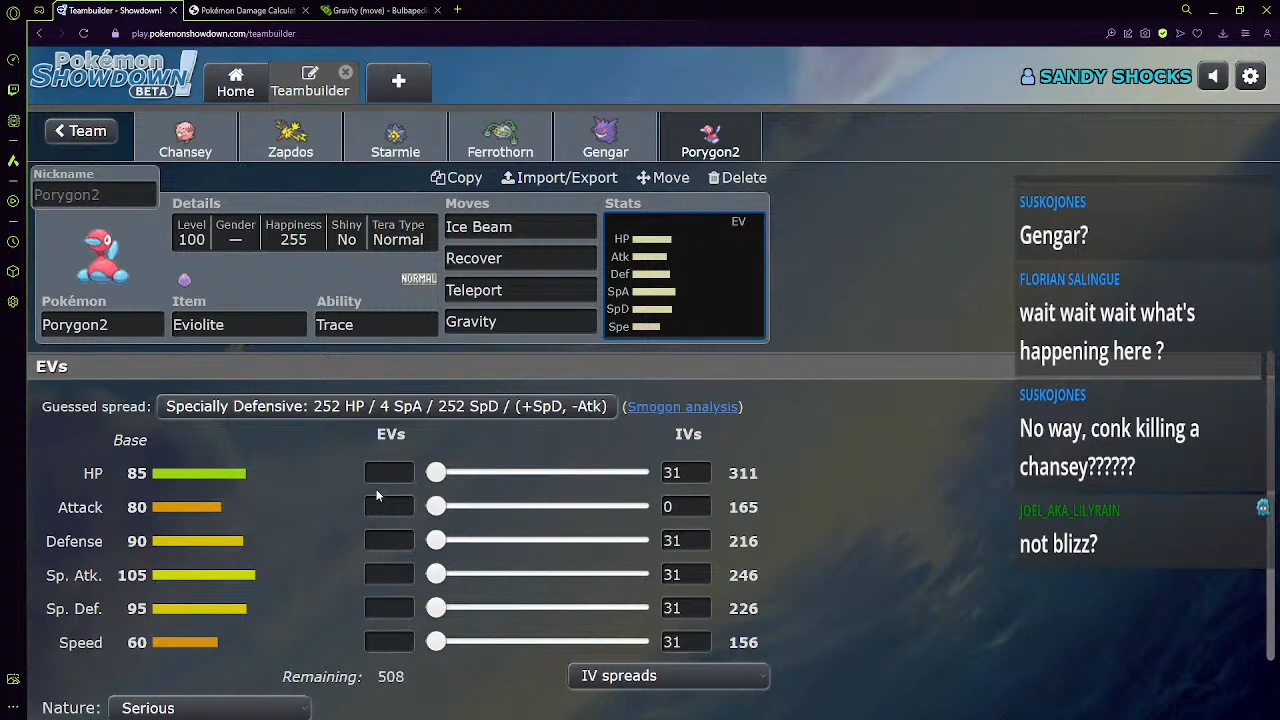 Teambuilder - Showdown!
Pokémon Damage Calculat
Gravity (move) - Bulbaped
play.pokemonshowdown.com/teambuilder
Pokémon
SHOWDOWN!
BETA
Home
Teambuilder
SANDY SHOCKS
Team
Chansey
Zapdos
Starmie
Ferrothorn
Gengar
Porygon2
Copy
Import/Export
Move
Delete
Nickname
Porygon2
Details
Level
100
Gender
—
Happiness
255
Shiny
No
Tera Type
Normal
NORMAL
Pokémon
Porygon2
Item
Eviolite
Ability
Trace
Moves
Ice Beam
Recover
Teleport
Gravity
Stats
EV
HP
Atk
Def
SpA
SpD
Spe
EVs
Guessed spread:
Specially Defensive: 252 HP / 4 SpA / 252 SpD / (+SpD, -Atk)
(Smogon analysis)
Base
EVs
IVs
HP 85 31 311
Attack 80 0 165
Defense 90 31 216
Sp. Atk. 105 31 246
Sp. Def. 95 31 226
Speed 60 31 156
Remaining: 508
IV spreads
Nature: Serious
SUSKOJONES
Gengar?
FLORIAN SALINGUE
wait wait wait what's
happening here ?
SUSKOJONES
No way, conk killing a
chansey??????
JOEL_AKA_LILYRAIN
not blizz?